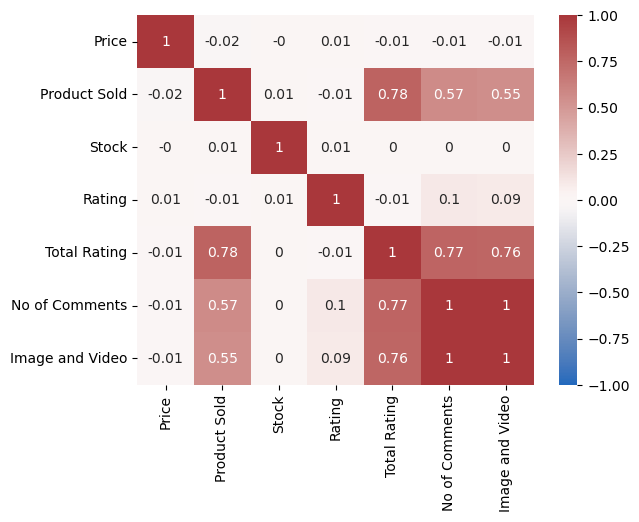 Price 1 -0.02 -0 0.01 -0.01 -0.01 -0.01
Product Sold -0.02 1 0.01 -0.01 0.78 0.57 0.55
Stock -0 0.01 1 0.01 0 0 0
Rating 0.01 -0.01 0.01 1 -0.01 0.1 0.09
Total Rating -0.01 0.78 0 -0.01 1 0.77 0.76
No of Comments -0.01 0.57 0 0.1 0.77 1 1
Image and Video -0.01 0.55 0 0.09 0.76 1 1
Price
Product Sold
Stock
Rating
Total Rating
No of Comments
Image and Video
1.00
0.75
0.50
0.25
0.00
−0.25
−0.50
−0.75
−1.00